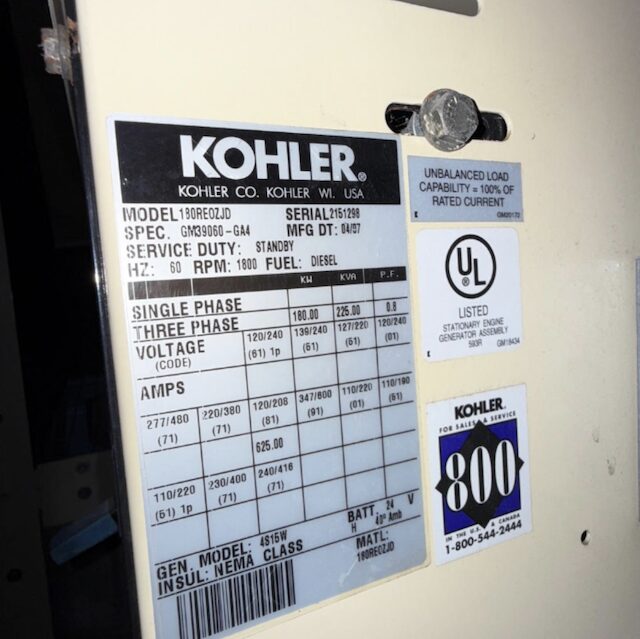 KOHLER®
KOHLER CO. KOHLER WI. USA
MODEL 180REOZJD SERIAL 2151298
SPEC. GM39060-GA4 MFG DT: 04/07
SERVICE DUTY: STANDBY
HZ: 60 RPM: 1800 FUEL: DIESEL
KW KVA P.F.
SINGLE PHASE
THREE PHASE 180.00 225.00 0.8
VOLTAGE 120/240 139/240 127/220 120/240
(CODE) (61) 1p (61) (61) (01)
AMPS
277/480 220/380 120/208 347/600 110/220 110/190
(71) (71) (81) (91) (01) (61)
625.00
110/220 230/400 240/416
(61) 1p (71) (71)
BATT. 24 V
GEN. MODEL: 4S15W H 40° Amb
INSUL: NEMA CLASS MATL:
180REOZJD
UNBALANCED LOAD
CAPABILITY = 100% OF
RATED CURRENT
GM20172
UL®
LISTED
STATIONARY ENGINE
GENERATOR ASSEMBLY
593R GM18434
KOHLER.
FOR SALES & SERVICE
800
IN THE U.S. & CANADA
1-800-544-2444